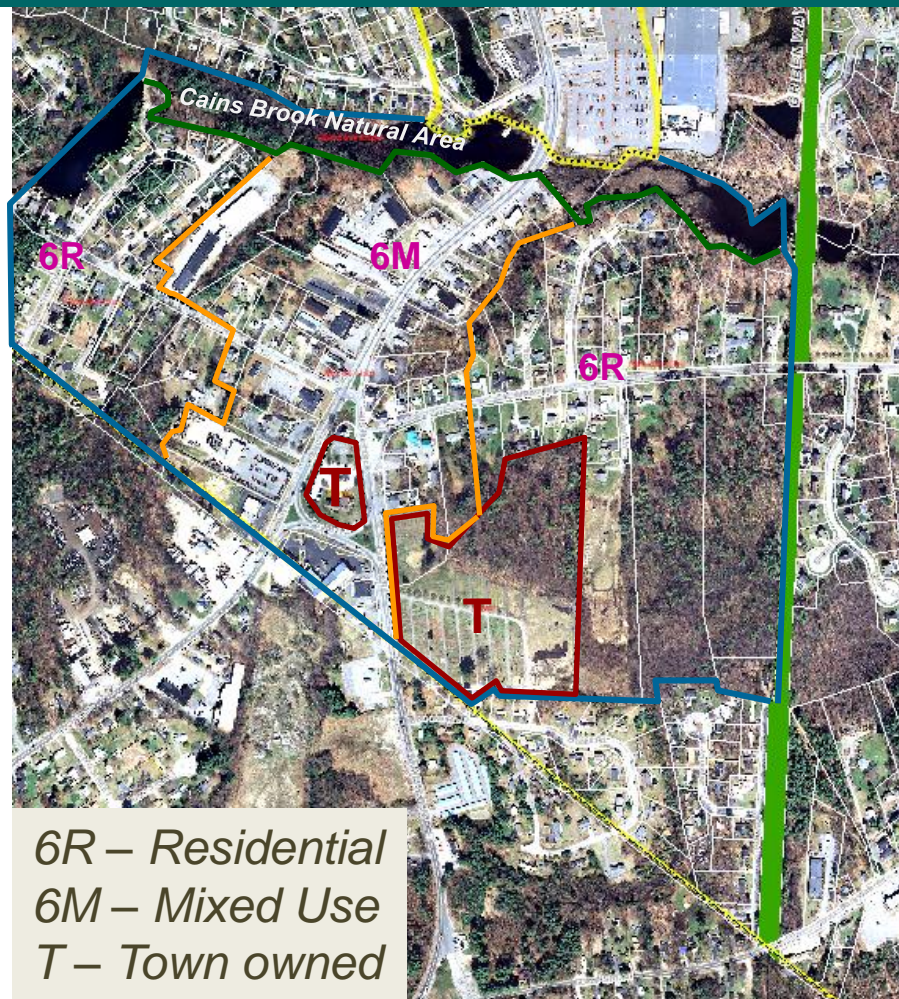 Cains Brook Natural Area
6R
6M
6R
T
T
6R – Residential
6M – Mixed Use
T – Town owned